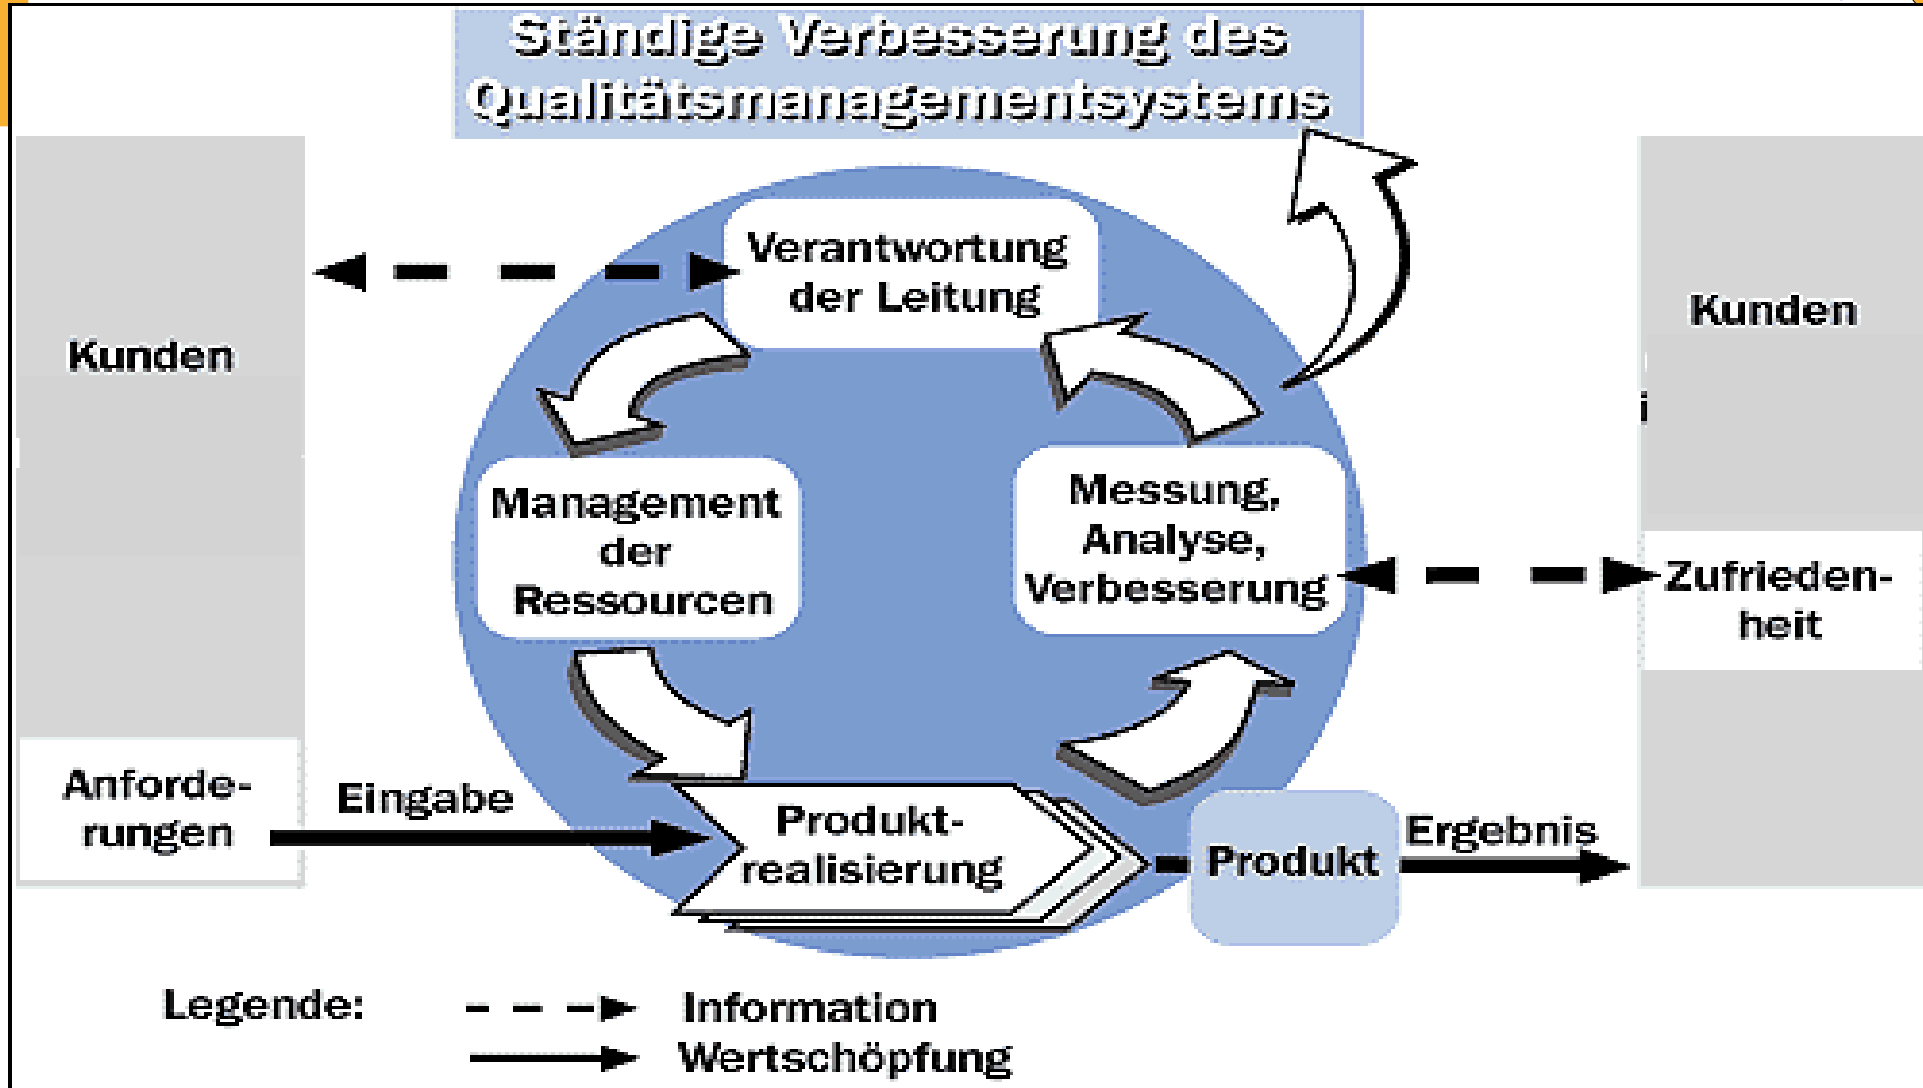 Ständige Verbesserung des
Qualitätsmanagementsystems
Kunden
Verantwortung
der Leitung
Kunden
Management
der
Ressourcen
Messung,
Analyse,
Verbesserung
Zufrieden-
heit
Anforde-
rungen
Eingabe
Produkt-
realisierung
Produkt
Ergebnis
Legende:
Information
Wertschöpfung